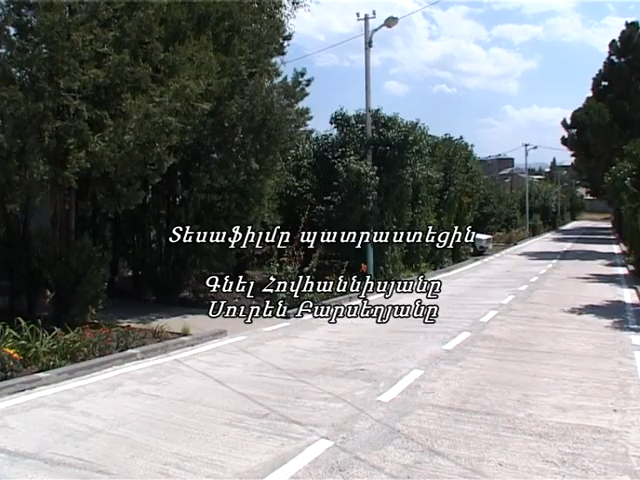 Տեսաֆիլմը պատրաստեցին
Գնել Հովհաննիսյանը
Սուրեն Բարսեղյանը